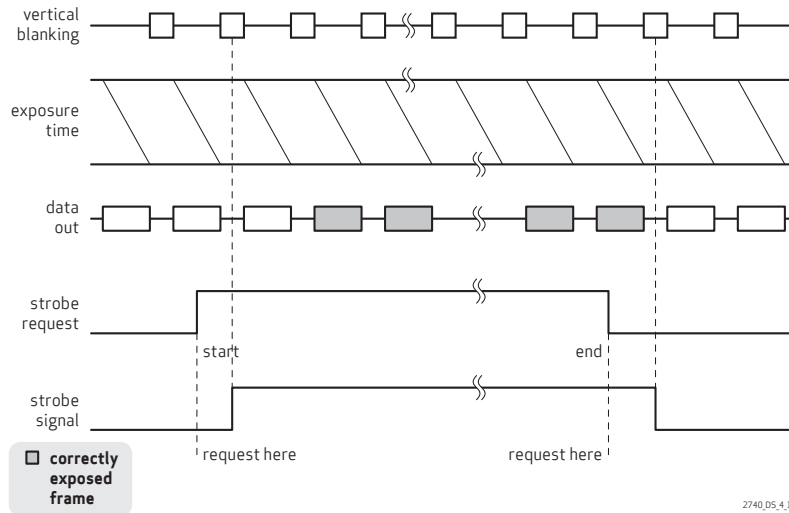 vertical
blanking
exposure
time
data
out
strobe
request
start
end
strobe
signal
request here
request here
correctly
exposed
frame